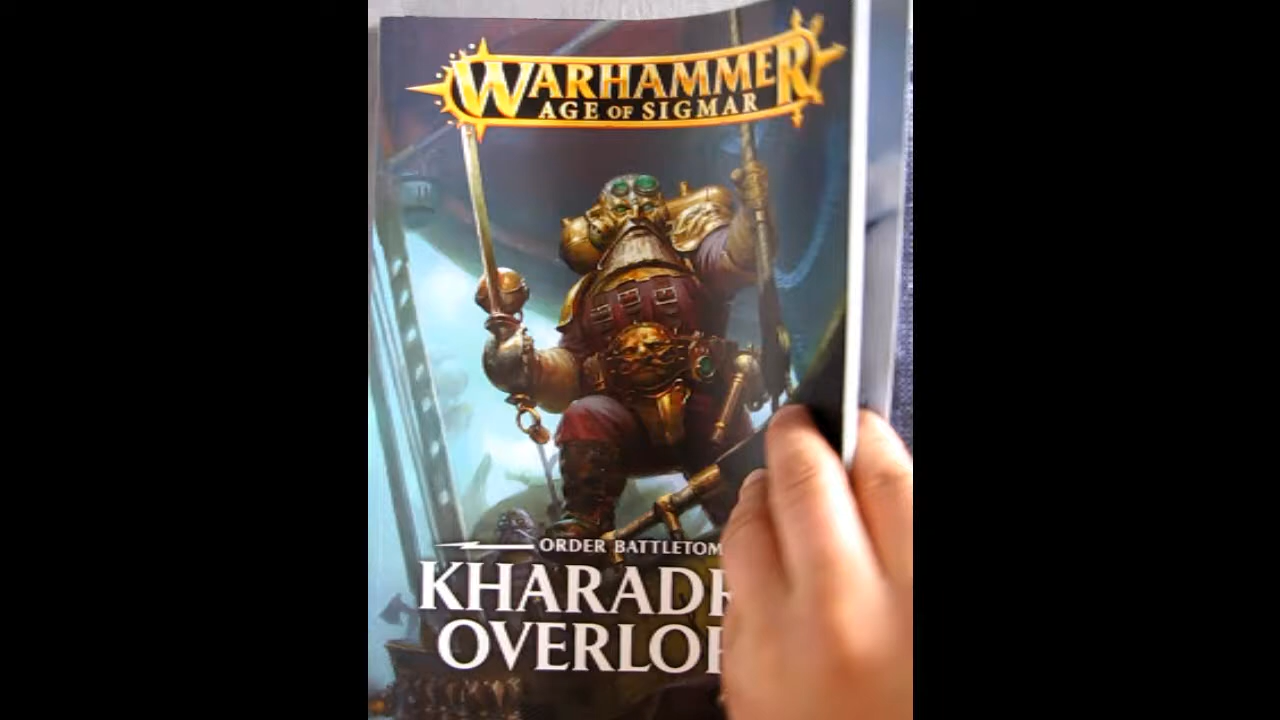 WARHAMMER
AGE OF SIGMAR
ORDER BATTLETOM
KHARADR
OVERLOR